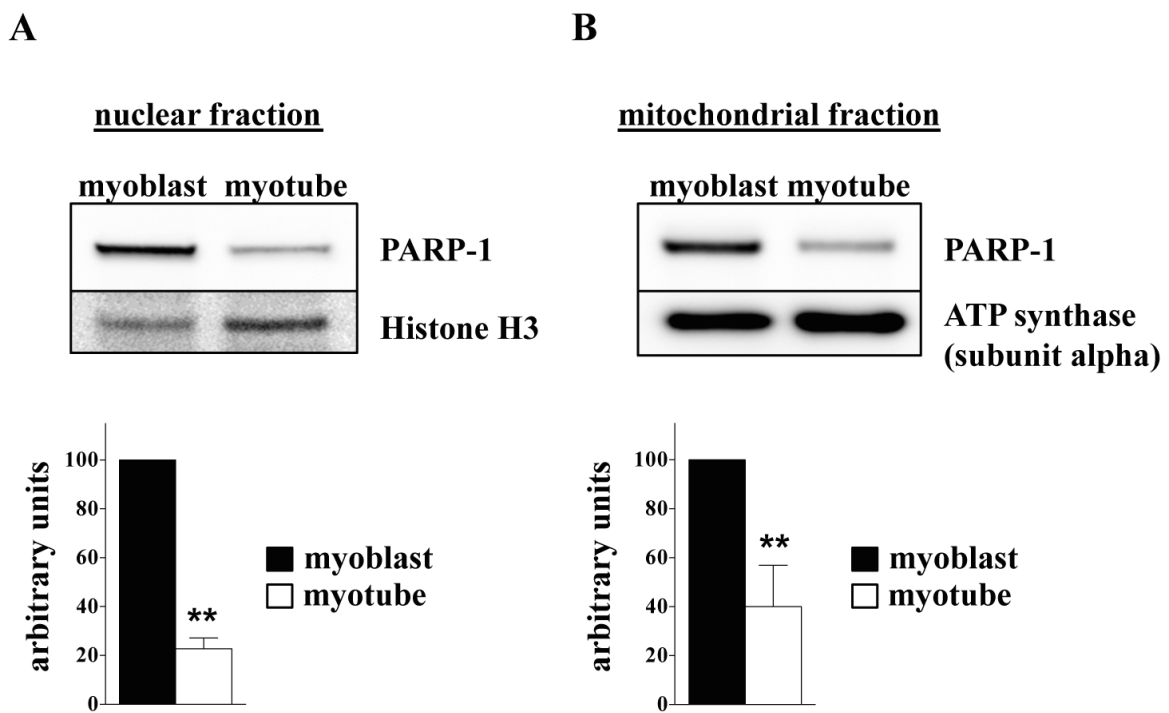 A
nuclear fraction
myoblast myotube
PARP-1
Histone H3
arbitrary units
100
80
60
40
20
0
**
myoblast
myotube
B
mitochondrial fraction
myoblast myotube
PARP-1
ATP synthase
(subunit alpha)
arbitrary units
100
80
60
40
20
0
**
myoblast
myotube